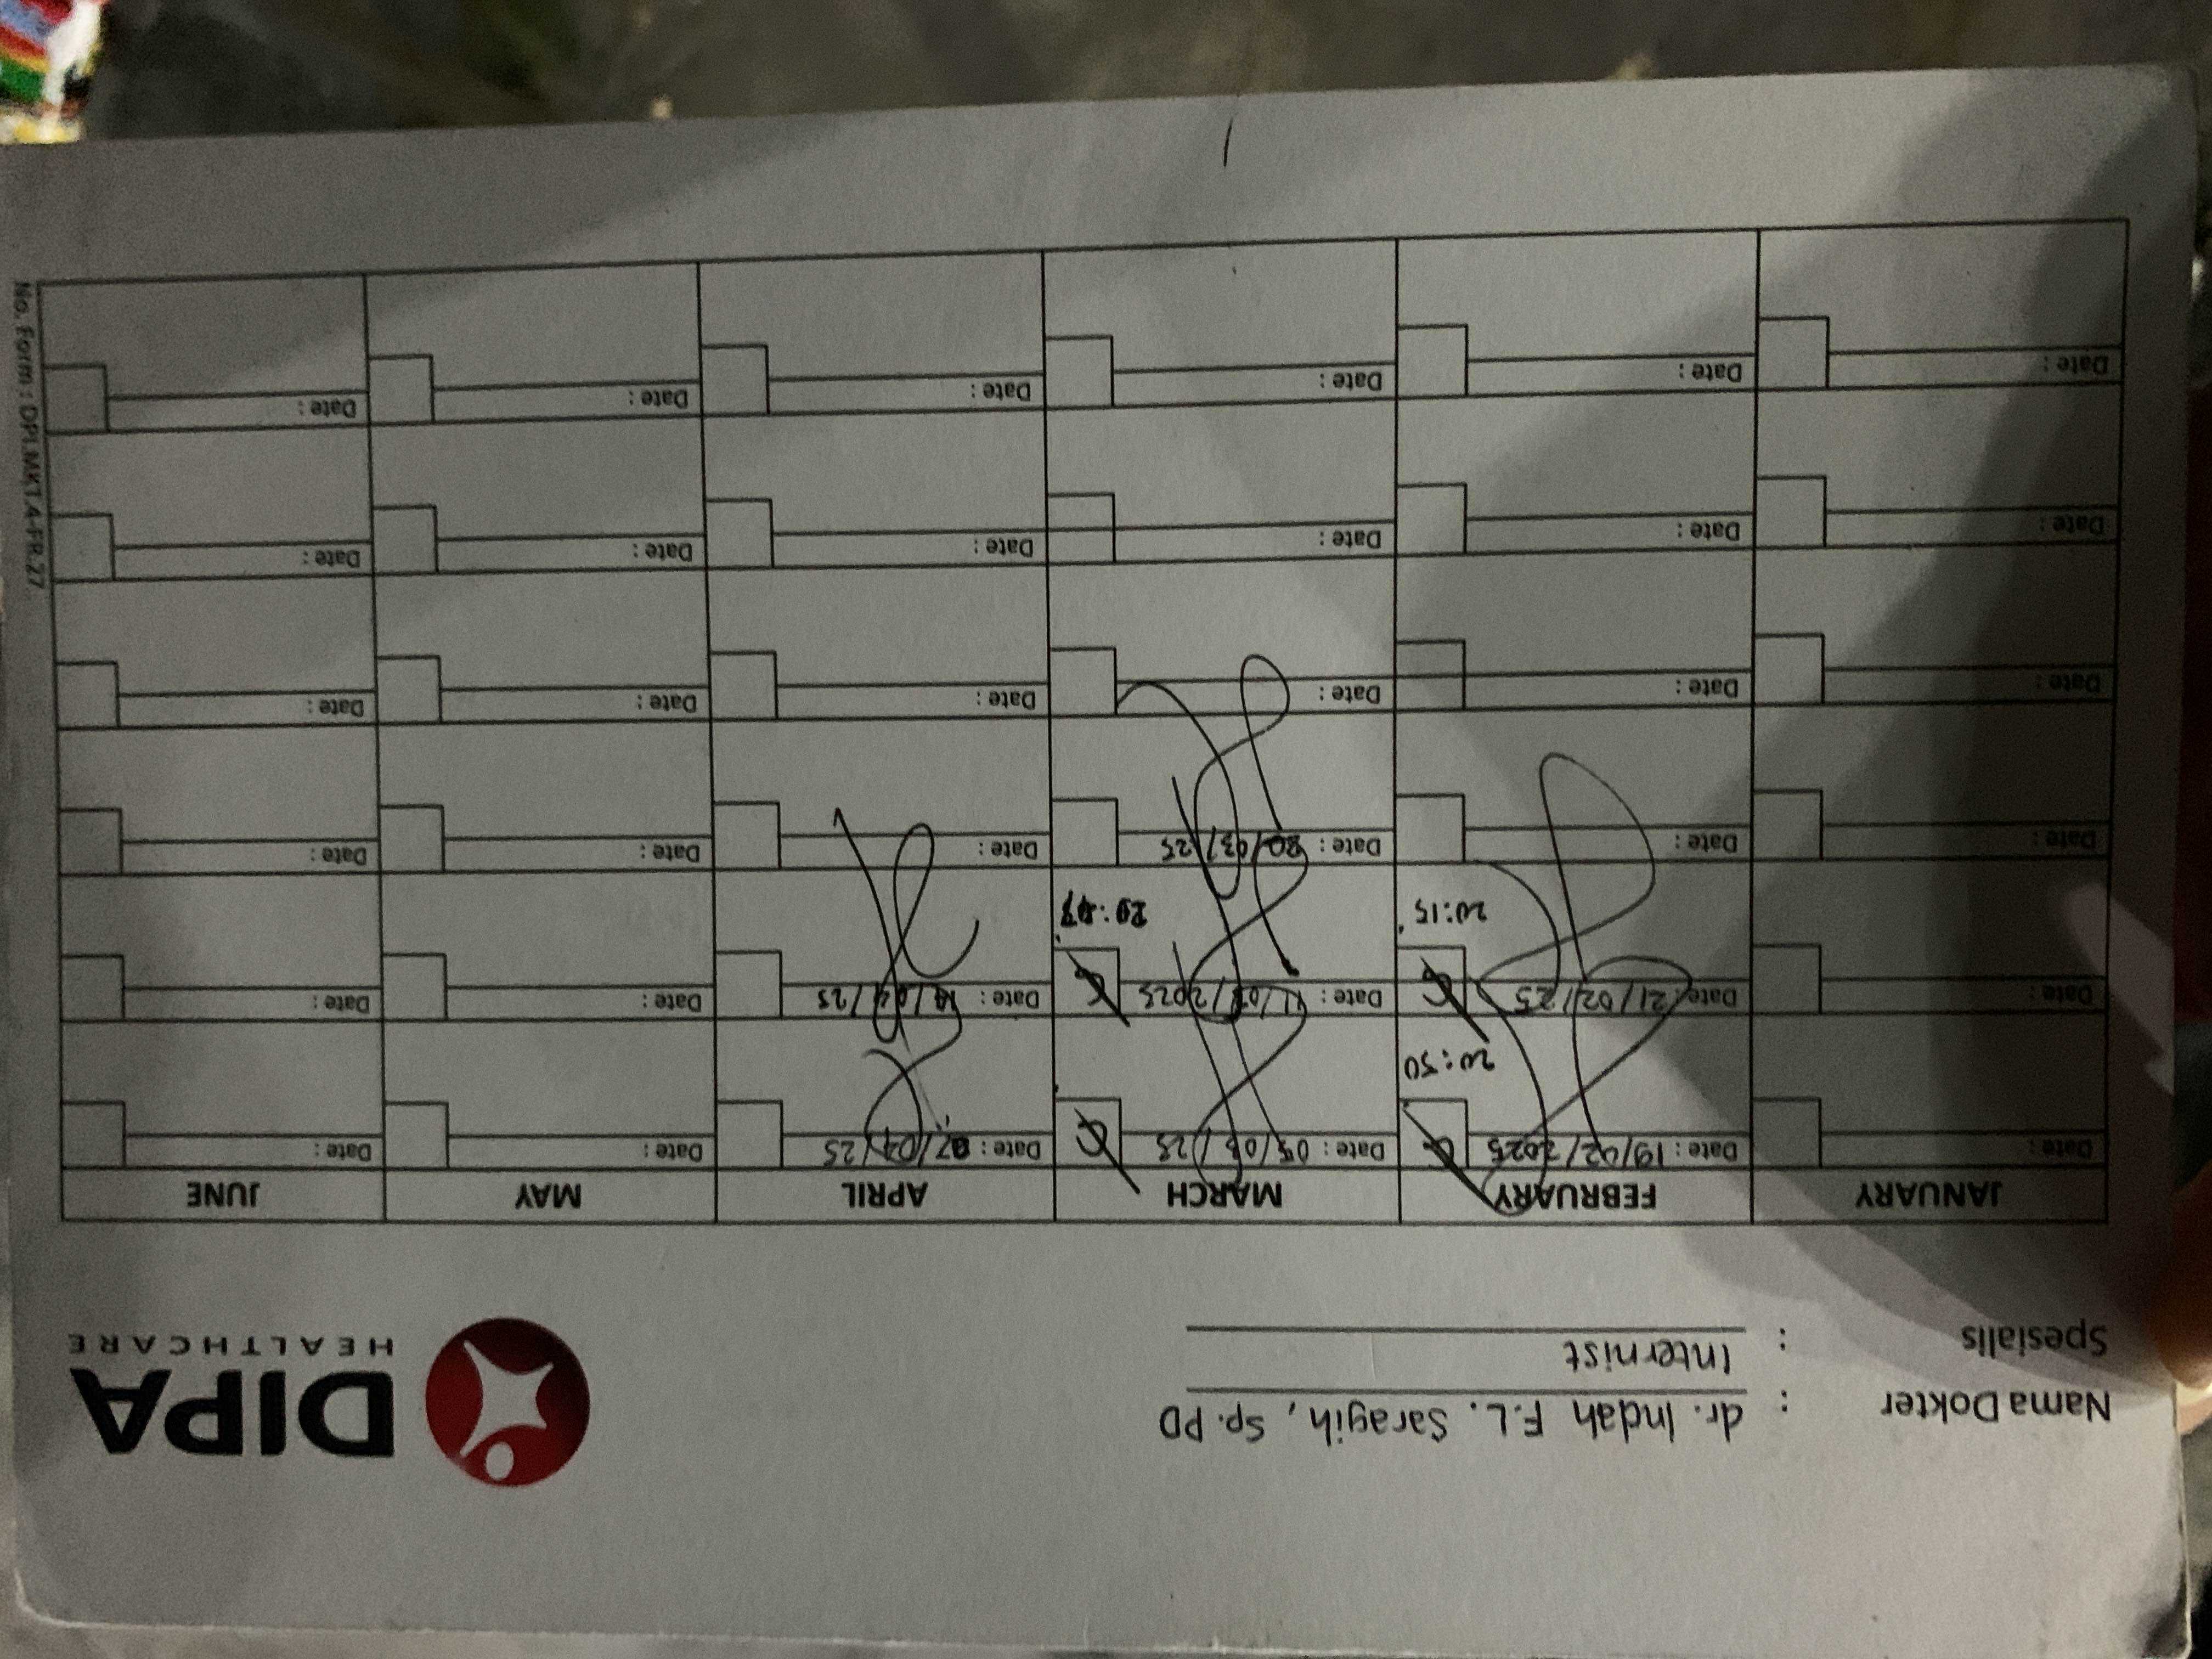 Nama Dokter : dr. Indah F.L. Saragih, Sp.PD
Spesialis : Internist
DIPA
HEALTHCARE
JANUARY FEBRUARY MARCH APRIL MAY JUNE
Date : Date : 19/02/2025 Date : 05/03/25 Date : 07/04/25 Date : Date :
20:30
Date : Date : 21/02/25 Date : 11/03/2025 Date : /04/25 Date : Date :
20:15
Date : Date : Date : 20/03/25 Date : Date : Date :
Date : Date : Date : Date : Date : Date :
Date : Date : Date : Date : Date : Date :
Date : Date : Date : Date : Date : Date :
No. Form : DPI.MKT.4-FR.27